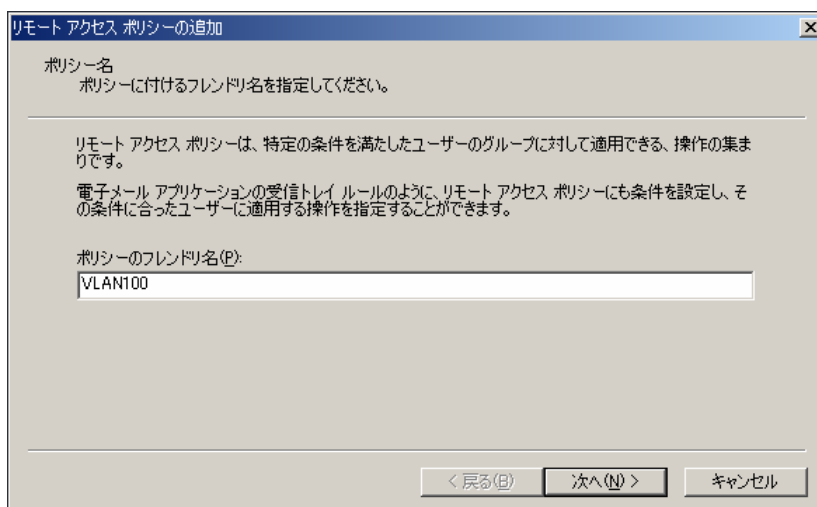 リモート アクセス ポリシーの追加
ポリシー名
ポリシーに付けるフレンドリ名を指定してください。
リモート アクセス ポリシーは、特定の条件を満たしたユーザーのグループに対して適用できる、操作の集ま
りです。
電子メール アプリケーションの受信トレイ ルールのように、リモート アクセス ポリシーにも条件を設定し、そ
の条件に合ったユーザーに適用する操作を指定することができます。
ポリシーのフレンドリ名(P):
VLAN100
< 戻る(B)
次へ(N) >
キャンセル